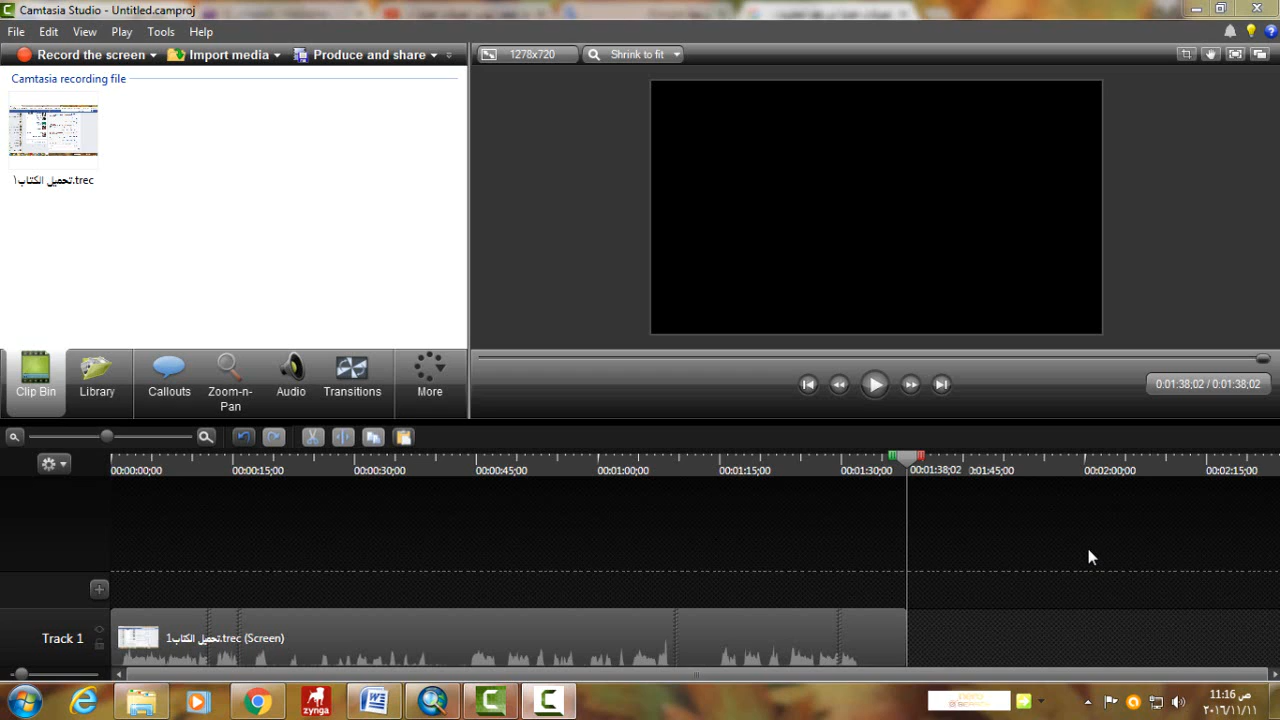 Camtasia Studio - Untitled.camproj
File Edit View Play Tools Help
Record the screen Import media Produce and share 1278x720 Shrink to fit
Camtasia recording file
تحميل الكتاب١.trec
Clip Bin Library Callouts Zoom-n-Pan Audio Transitions More
0:01:38;02 / 0:01:38;02
00:00:00;00 00:00:15;00 00:00:30;00 00:00:45;00 00:01:00;00 00:01:15;00 00:01:30;00 00:01:38;02 0:01:45;00 00:02:00;00 00:02:15;00
Track 1 تحميل الكتاب1.trec (Screen)
zynga
11:16 ص
٢٠١٦/١١/١١